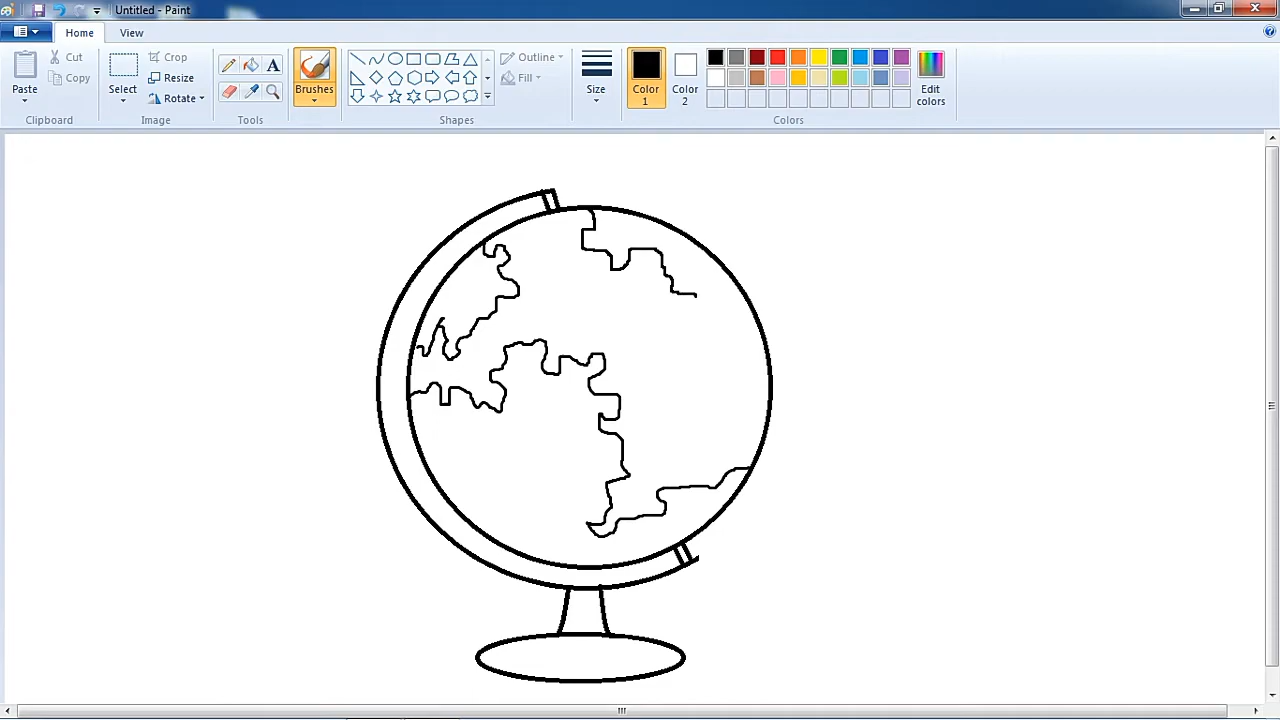 Untitled - Paint
Home View
Paste
Cut
Copy
Clipboard
Select
Crop
Resize
Rotate
Image
A
Tools
Brushes
Outline
Fill
Shapes
Size
Color 1
Color 2
Edit colors
Colors